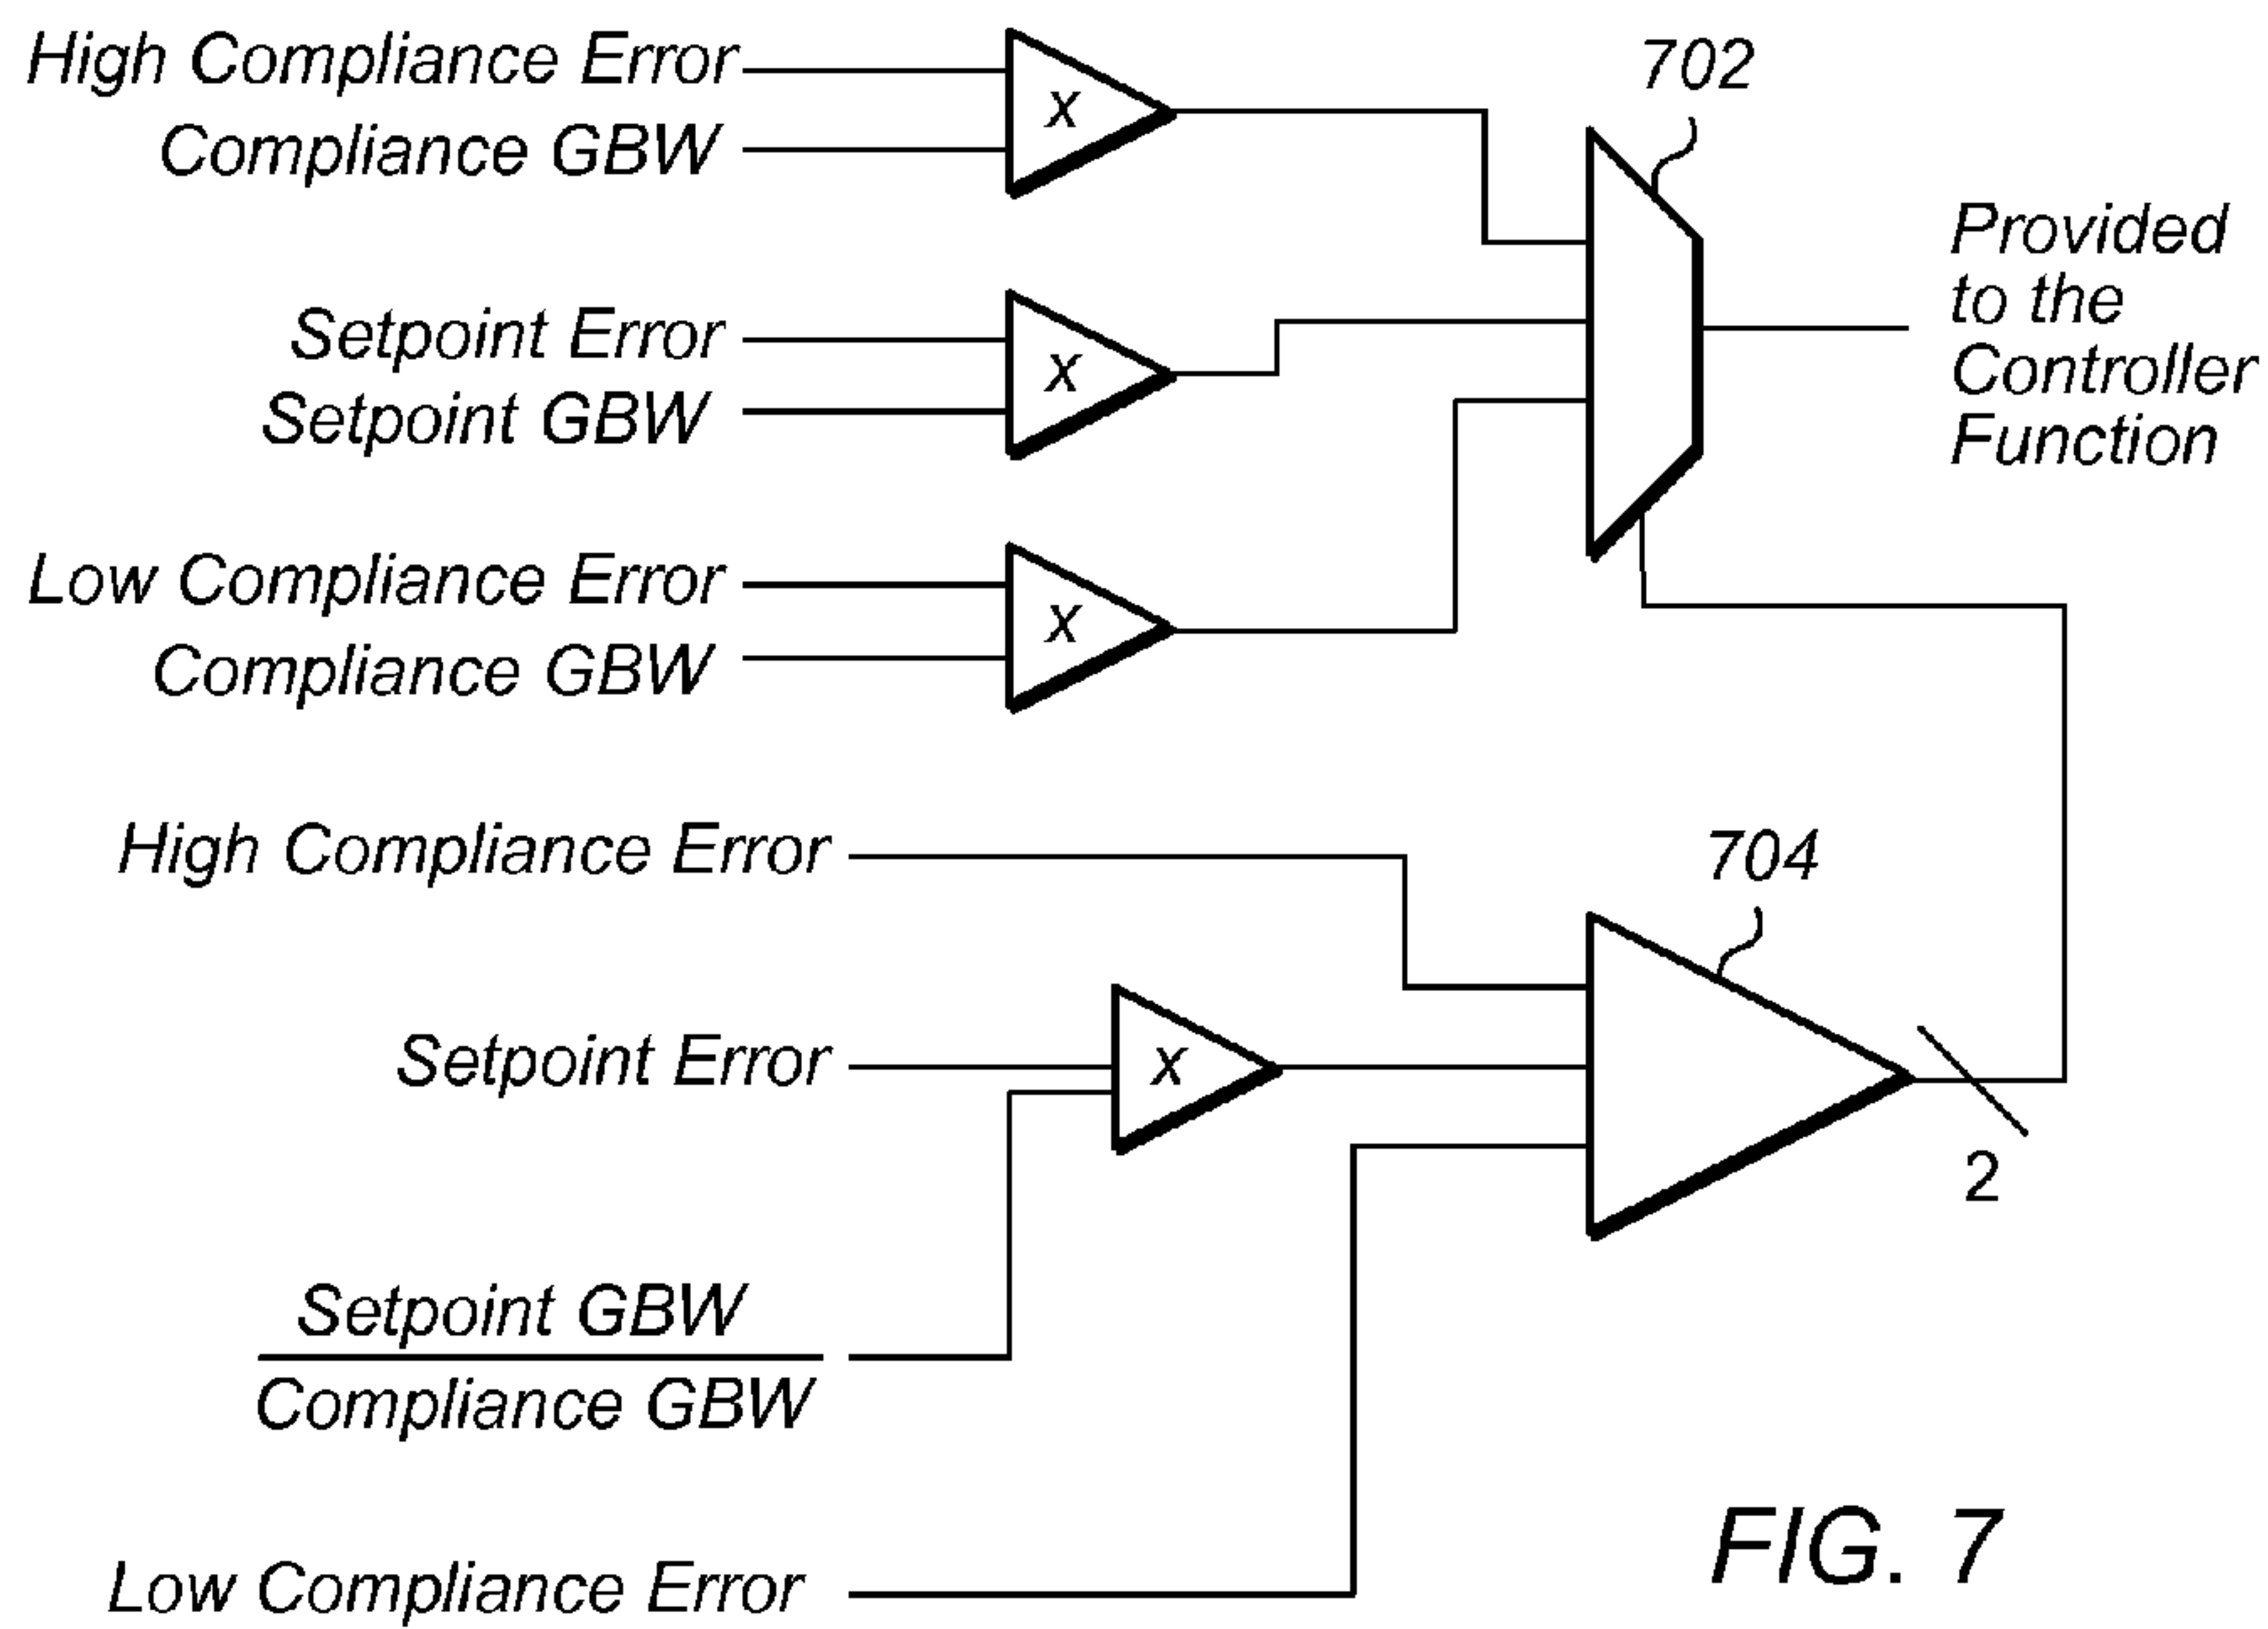 High Compliance Error
Compliance GBW
x
702
Provided
to the
Controller
Function
Setpoint Error
Setpoint GBW
x
Low Compliance Error
Compliance GBW
x
High Compliance Error
704
Setpoint Error
x
2
Setpoint GBW
Compliance GBW
Low Compliance Error
FIG. 7